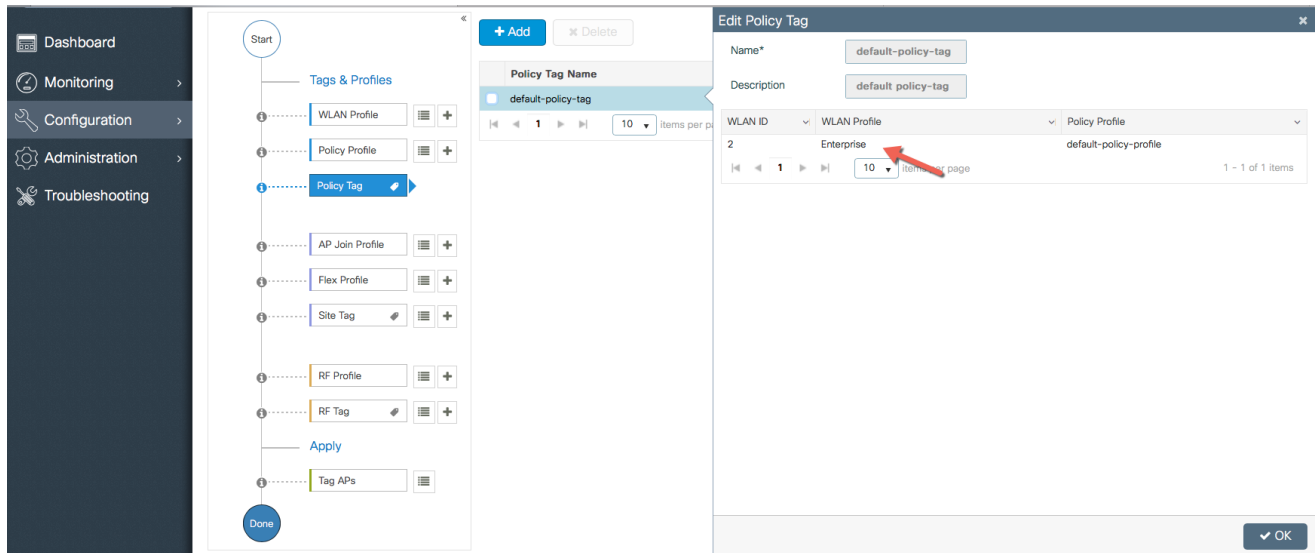 Dashboard
Monitoring
Configuration
Administration
Troubleshooting
«
Start
Tags & Profiles
WLAN Profile
Policy Profile
Policy Tag
AP Join Profile
Flex Profile
Site Tag
RF Profile
RF Tag
Apply
Tag APs
Done
+ Add
✖ Delete
Policy Tag Name
default-policy-tag
1 10 items per p
Edit Policy Tag
Name* default-policy-tag
Description default policy-tag
WLAN ID WLAN Profile Policy Profile
2 Enterprise default-policy-profile
1 10 items per page 1 - 1 of 1 items
✔ OK